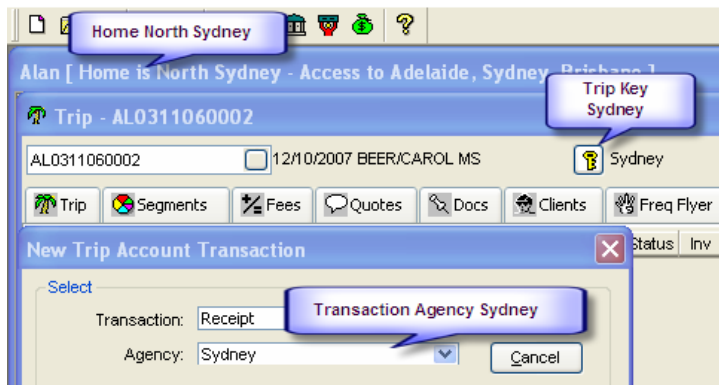 Home North Sydney
Alan [ Home is North Sydney - Access to Adelaide, Sydney, Brisbane ]
Trip Key
Sydney
Trip - AL0311060002
AL0311060002 12/10/2007 BEER/CAROL MS Sydney
Trip Segments Fees Quotes Docs Clients Freq Flyer
New Trip Account Transaction Status Inv
Select
Transaction: Receipt
Transaction Agency Sydney
Agency: Sydney Cancel